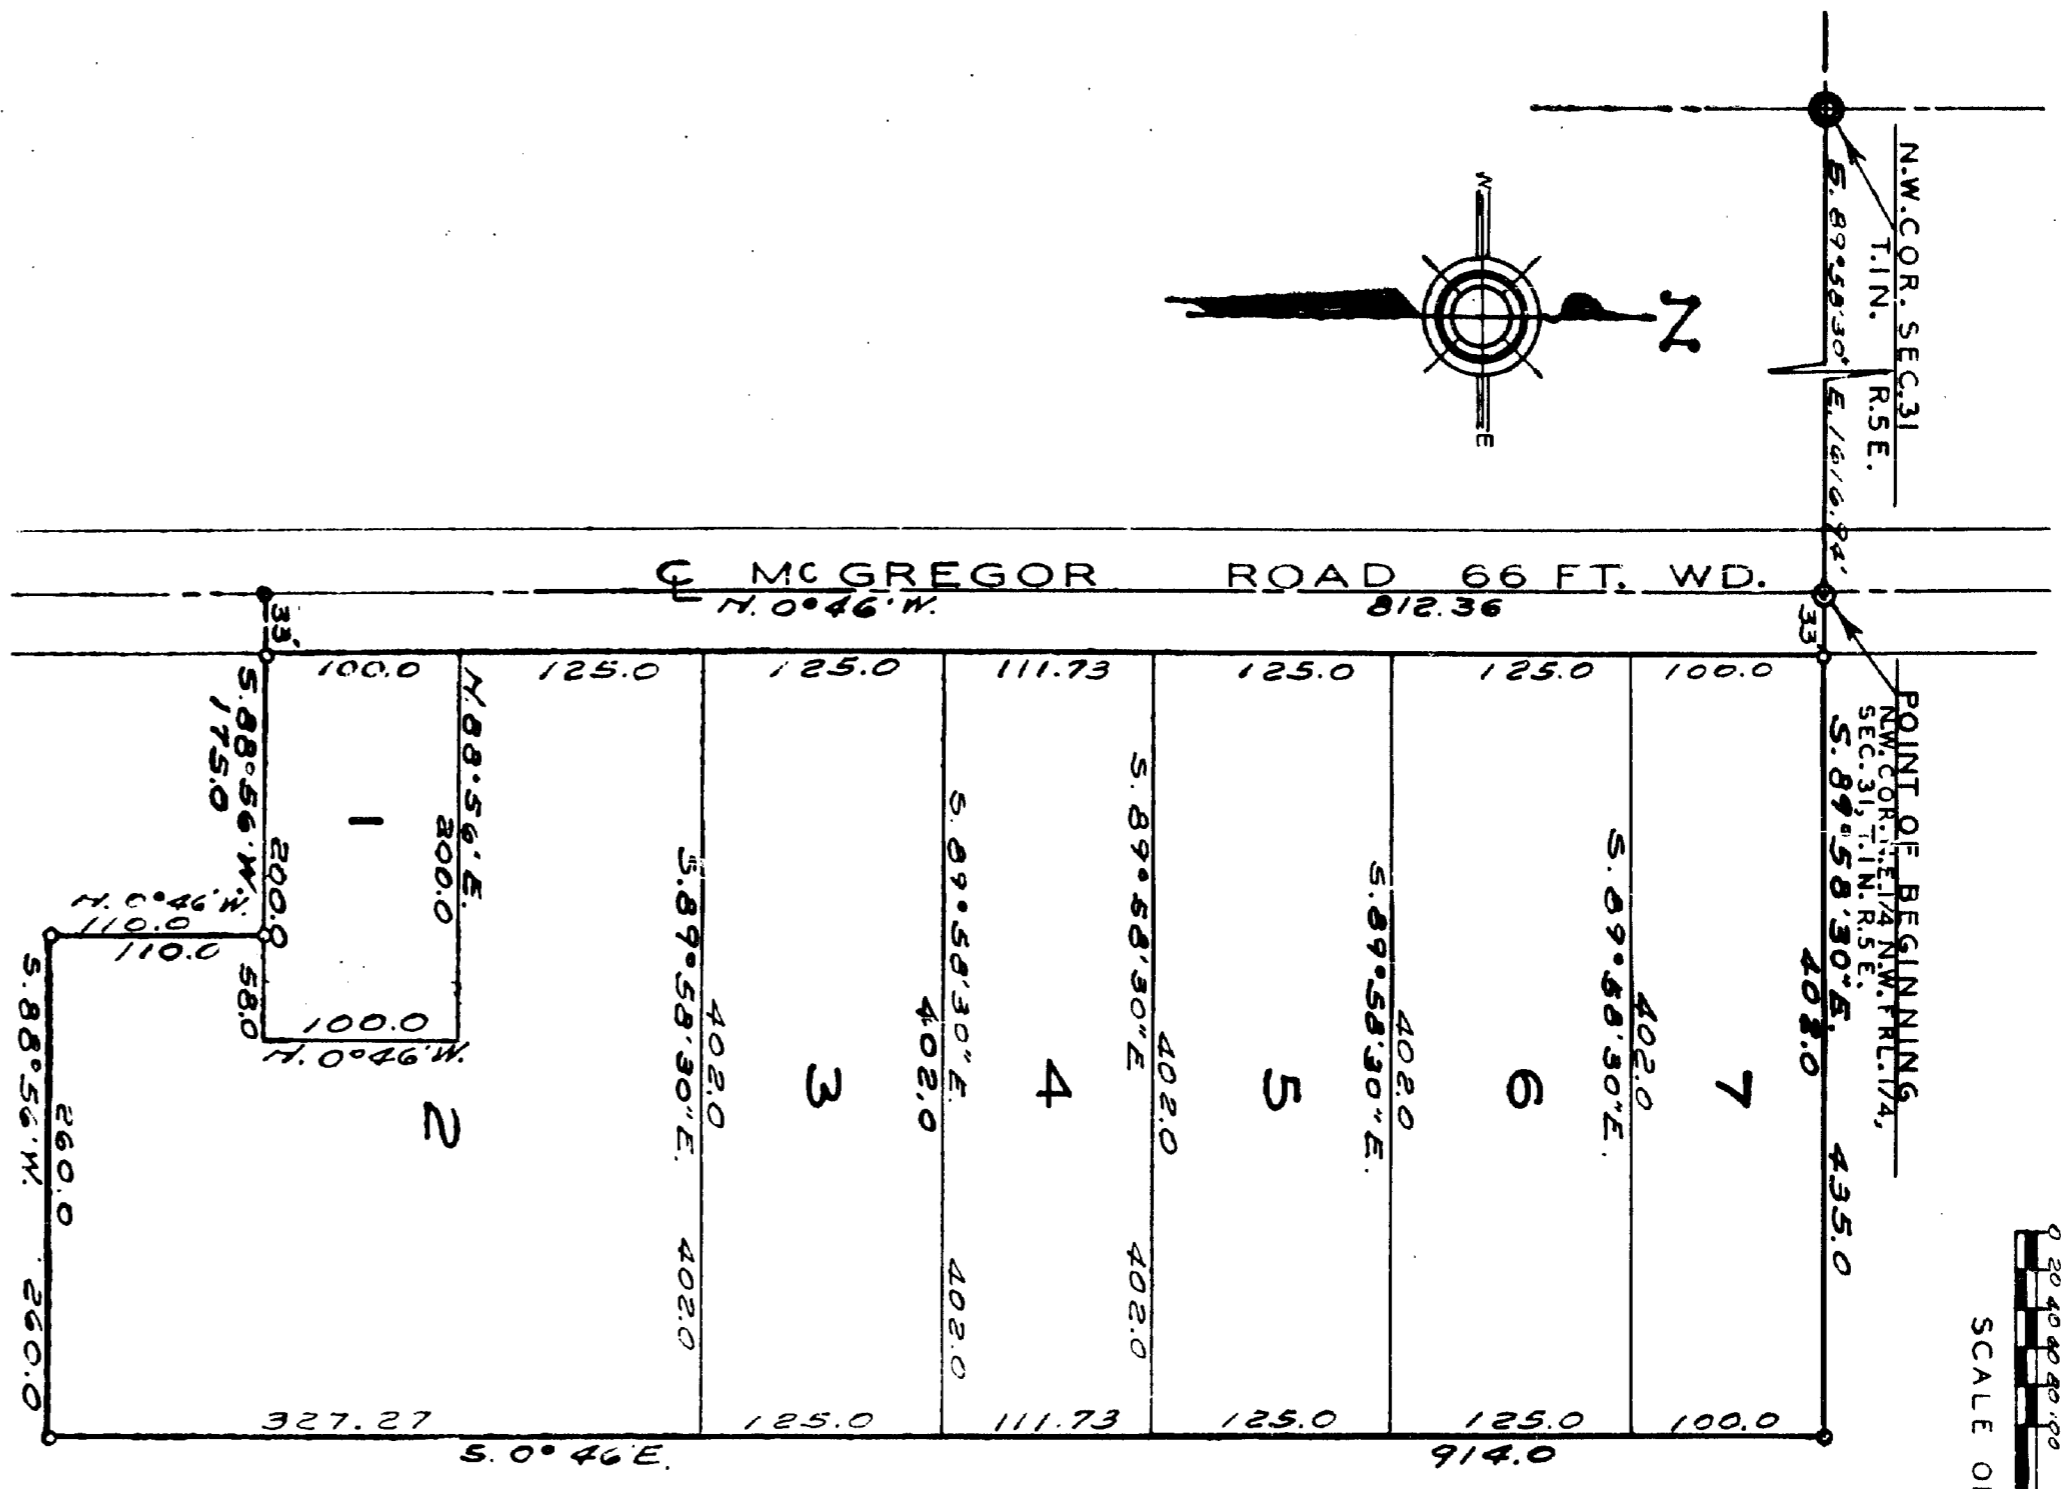 N.W. COR. SEC. 31
T. 1 N. R. 5 E.
S. 89°58'30" E. 1616.94'
N
E
Z
℄ Mc GREGOR ROAD 66 FT. WD.
N. 0°46' W. 812.36
33'
33'
POINT OF BEGINNING
N.W. COR. N.E. 1/4 N.W. FRL. 1/4,
SEC. 31, T. 1 N. R. 5 E.
S. 89°58'30" E. 435.0
402.0
100.0
125.0
125.0
111.73
125.0
125.0
100.0
S. 88°56' W.
175.0
200.0
58.0
1
N. 88°56' E.
200.0
100.0
N. 0°46' W.
N. 0°46' W.
110.0
110.0
S. 88°56' W. 260.0
260.0
2
S. 89°58'30" E. 402.0
402.0
3
S. 89°58'30" E. 402.0
402.0
4
S. 89°58'30" E 402.0
402.0
5
S. 89°58'30" E.
402.0
6
S. 89°58'30" E.
402.0
7
327.27
125.0
111.73
125.0
125.0
100.0
S. 0°46' E. 914.0
0 20 40 60 80 100
SCALE OF